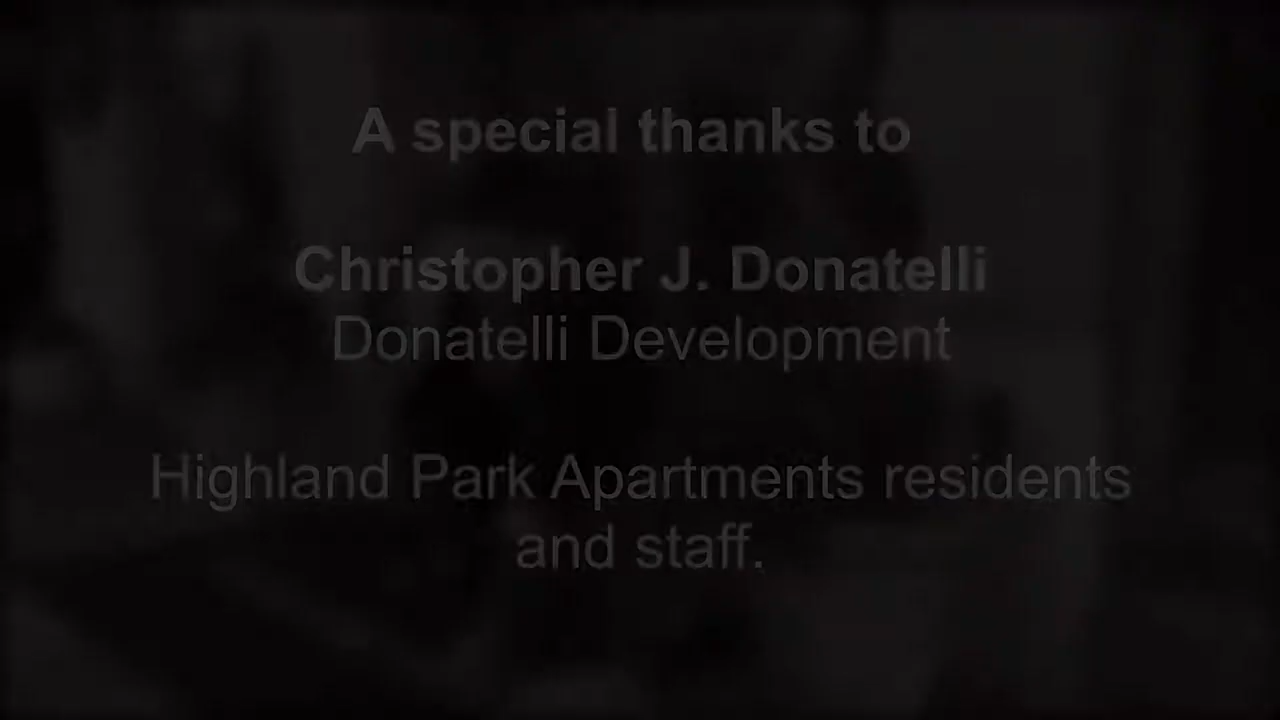 A special thanks to
Christopher J. Donatelli
Donatelli Development
Highland Park Apartments residents
and staff.